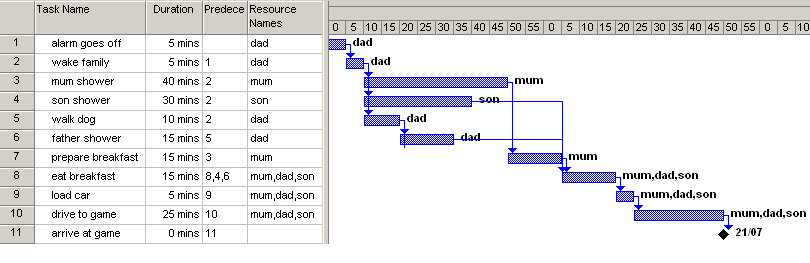 Task Name Duration Predece Resource Names
0 5 10 15 20 25 30 35 40 45 50 55 0 5 10 15 20 25 30 35 40 45 50 55 0 5 10
1 alarm goes off 5 mins dad dad
2 wake family 5 mins 1 dad dad
3 mum shower 40 mins 2 mum mum
4 son shower 30 mins 2 son son
5 walk dog 10 mins 2 dad dad
6 father shower 15 mins 5 dad dad
7 prepare breakfast 15 mins 3 mum mum
8 eat breakfast 15 mins 8,4,6 mum,dad,son mum,dad,son
9 load car 5 mins 9 mum,dad,son mum,dad,son
10 drive to game 25 mins 10 mum,dad,son mum,dad,son
11 arrive at game 0 mins 11 21/07